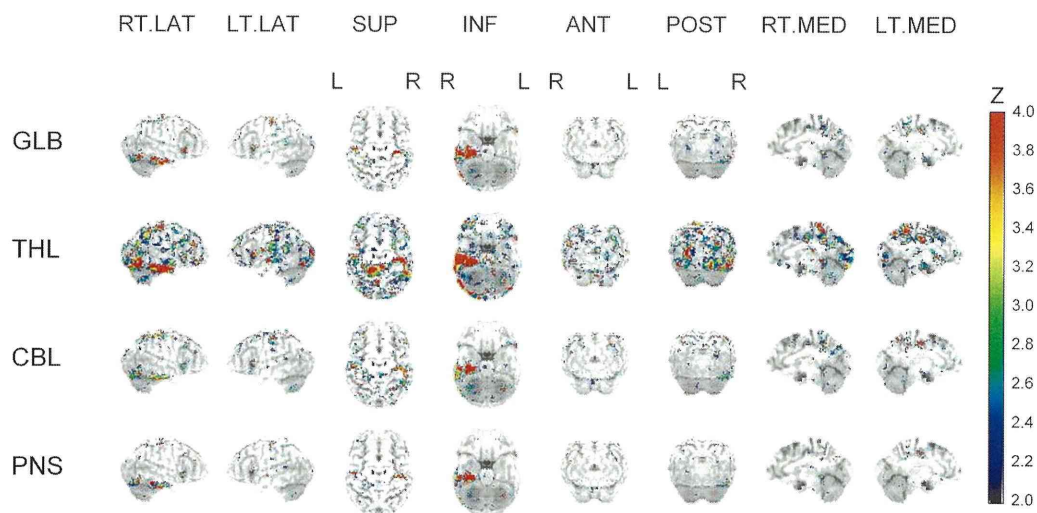 RT.LAT LT.LAT SUP INF ANT POST RT.MED LT.MED
L R R L R L L R
Z
GLB
THL
CBL
PNS
4.0
3.8
3.6
3.4
3.2
3.0
2.8
2.6
2.4
2.2
2.0